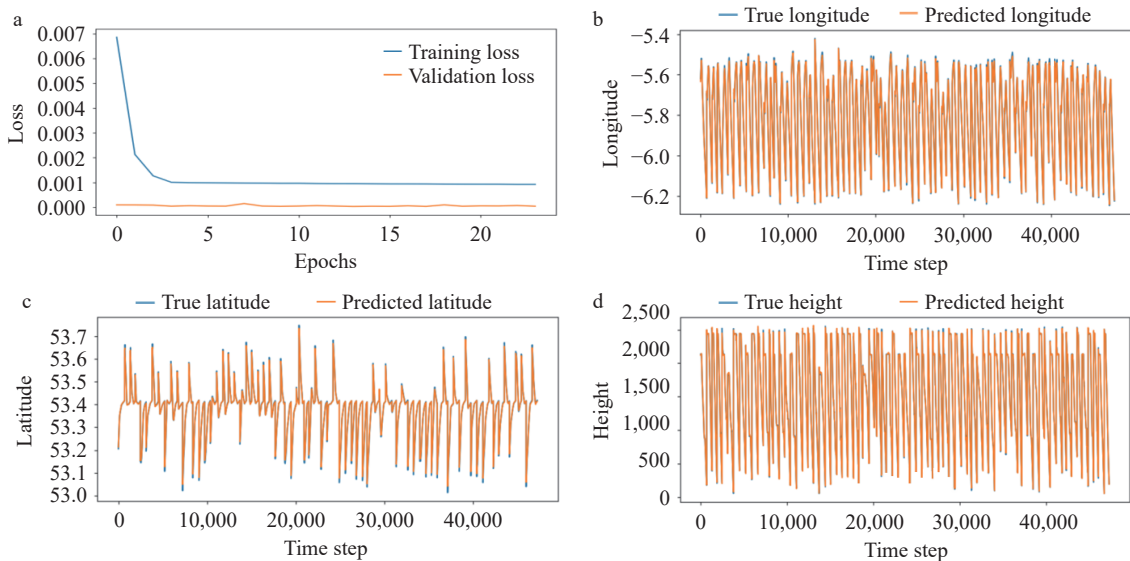 a
0.007
0.006
0.005
0.004
0.003
0.002
0.001
0.000
Loss
Training loss
Validation loss
0
5
10
15
20
Epochs
b
True longitude
Predicted longitude
−5.4
−5.6
−5.8
−6.0
−6.2
Longitude
0
10,000
20,000
30,000
40,000
Time step
c
True latitude
Predicted latitude
53.7
53.6
53.5
53.4
53.2
53.1
53.0
Latitude
0
10,000
20,000
30,000
40,000
Time step
d
True height
Predicted height
2,500
2,000
1,500
1,000
500
0
Height
0
10,000
20,000
30,000
40,000
Time step